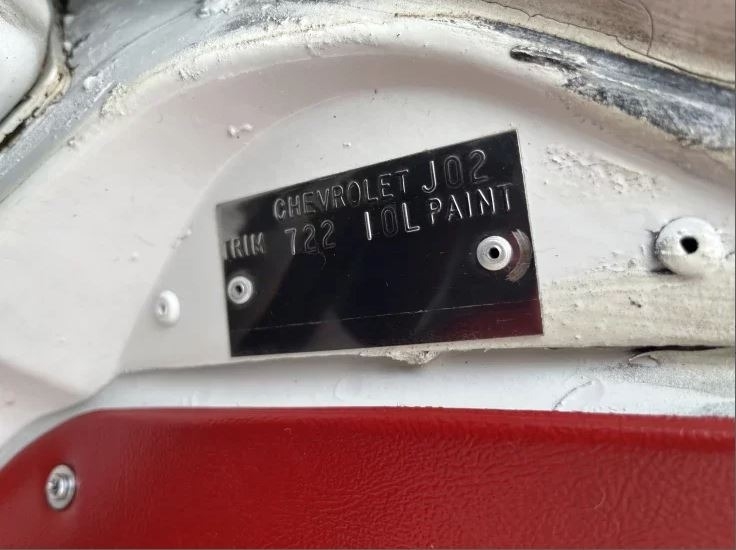 CHEVROLET J02
TRIM 722 10L PAINT